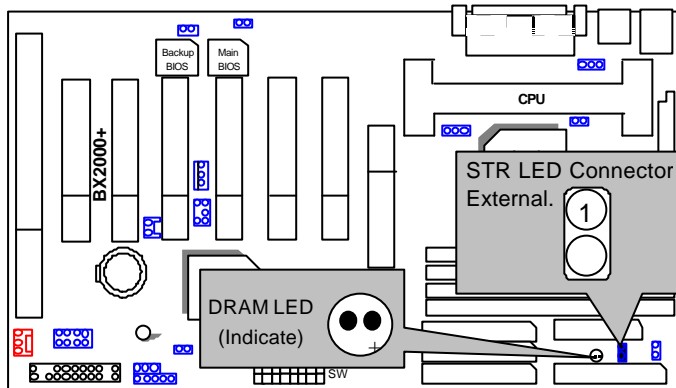 Backup
BIOS
Main
BIOS
CPU
BX2000+
STR LED Connector
External.
1
DRAM LED
(Indicate)
+
SW